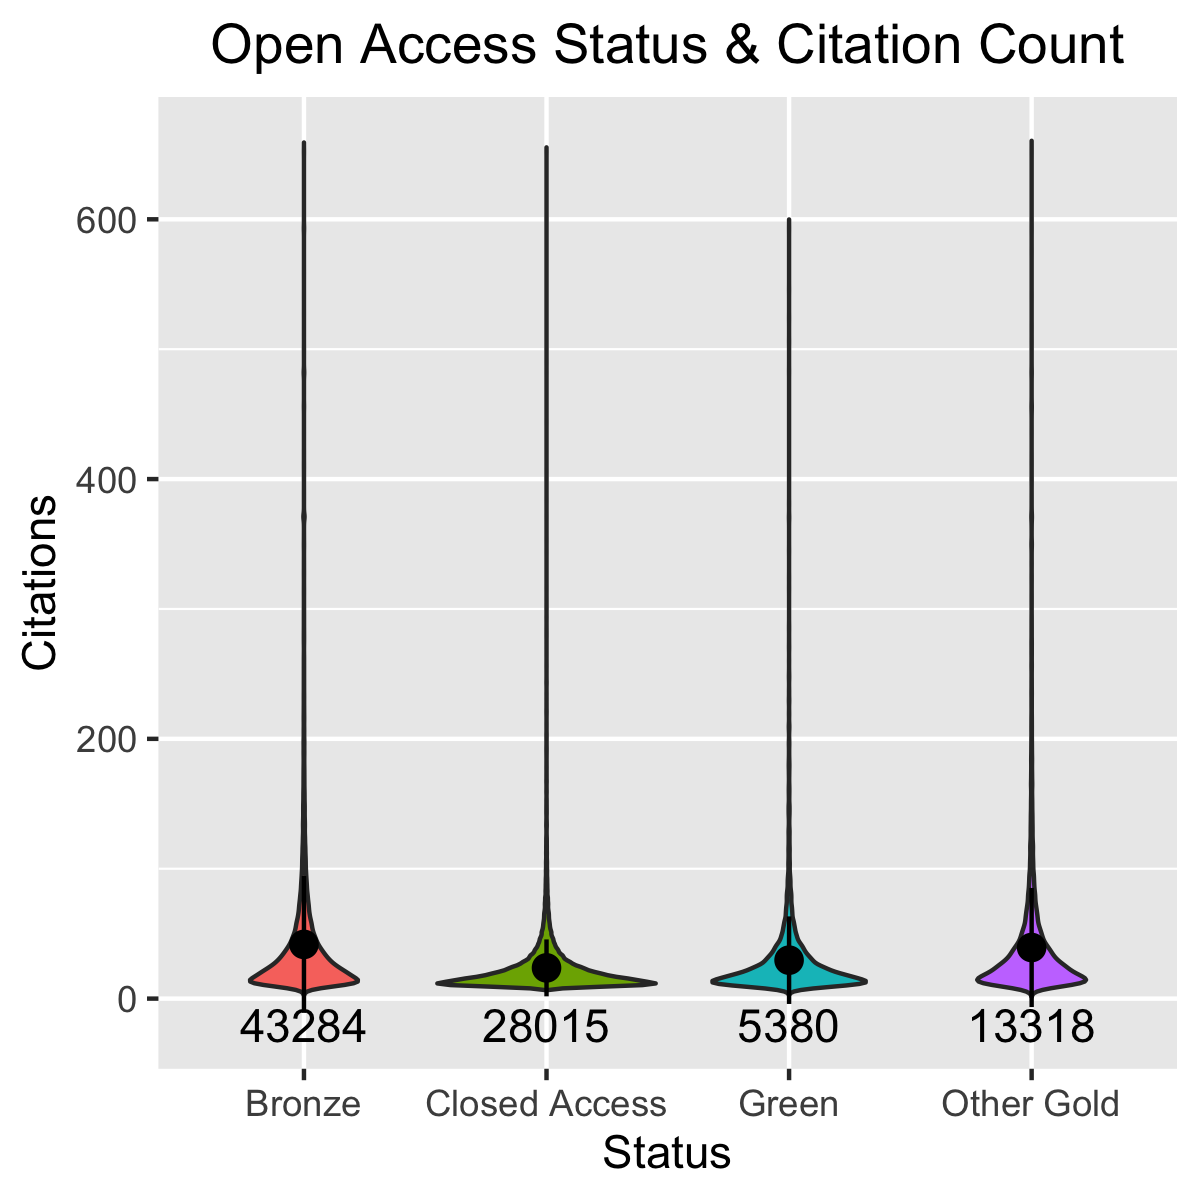 Open Access Status & Citation Count
Citations
600
400
200
0
43284 28015 5380 13318
Bronze Closed Access Green Other Gold
Status